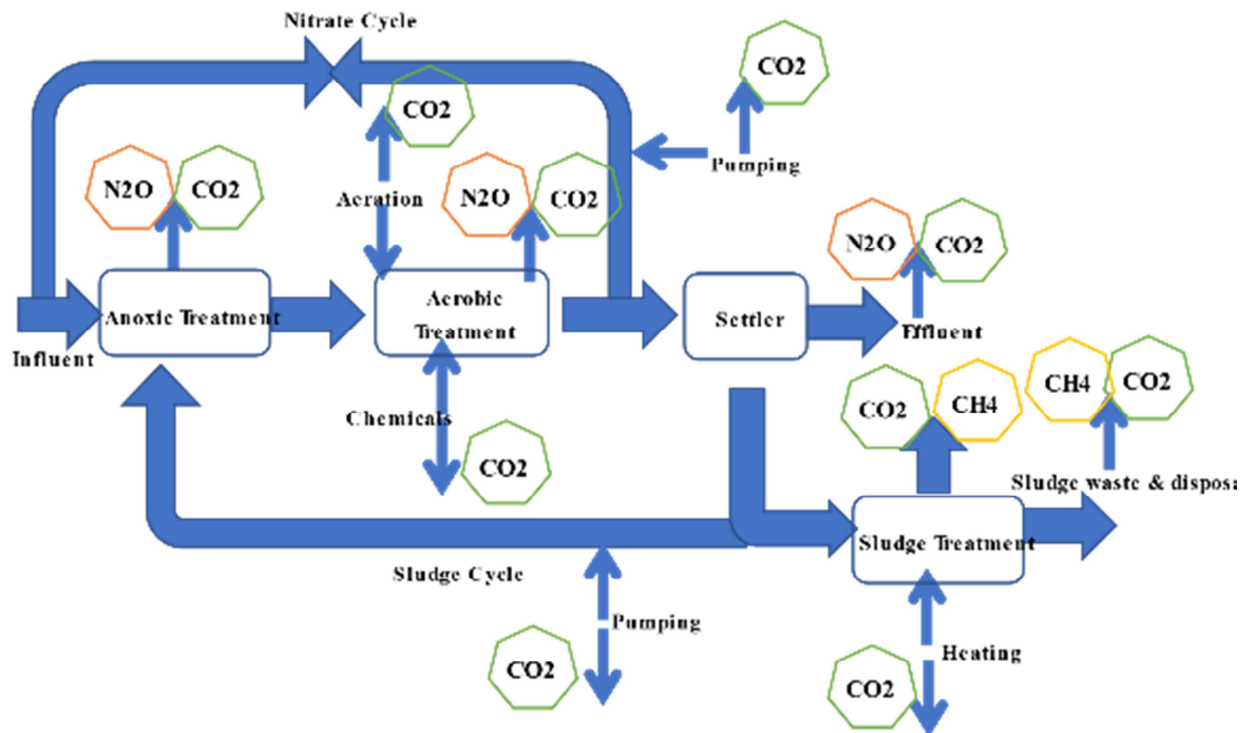 Nitrate Cycle
CO2
CO2
Pumping
N2O
CO2
Aeration
N2O
CO2
N2O
CO2
Anoxic Treatment
Aerobic
Treatment
Settler
Effluent
Influent
CO2
CH4
CH4
CO2
Chemicals
CO2
Sludge waste & disposa
Sludge Treatment
Sludge Cycle
Pumping
CO2
Heating
CO2